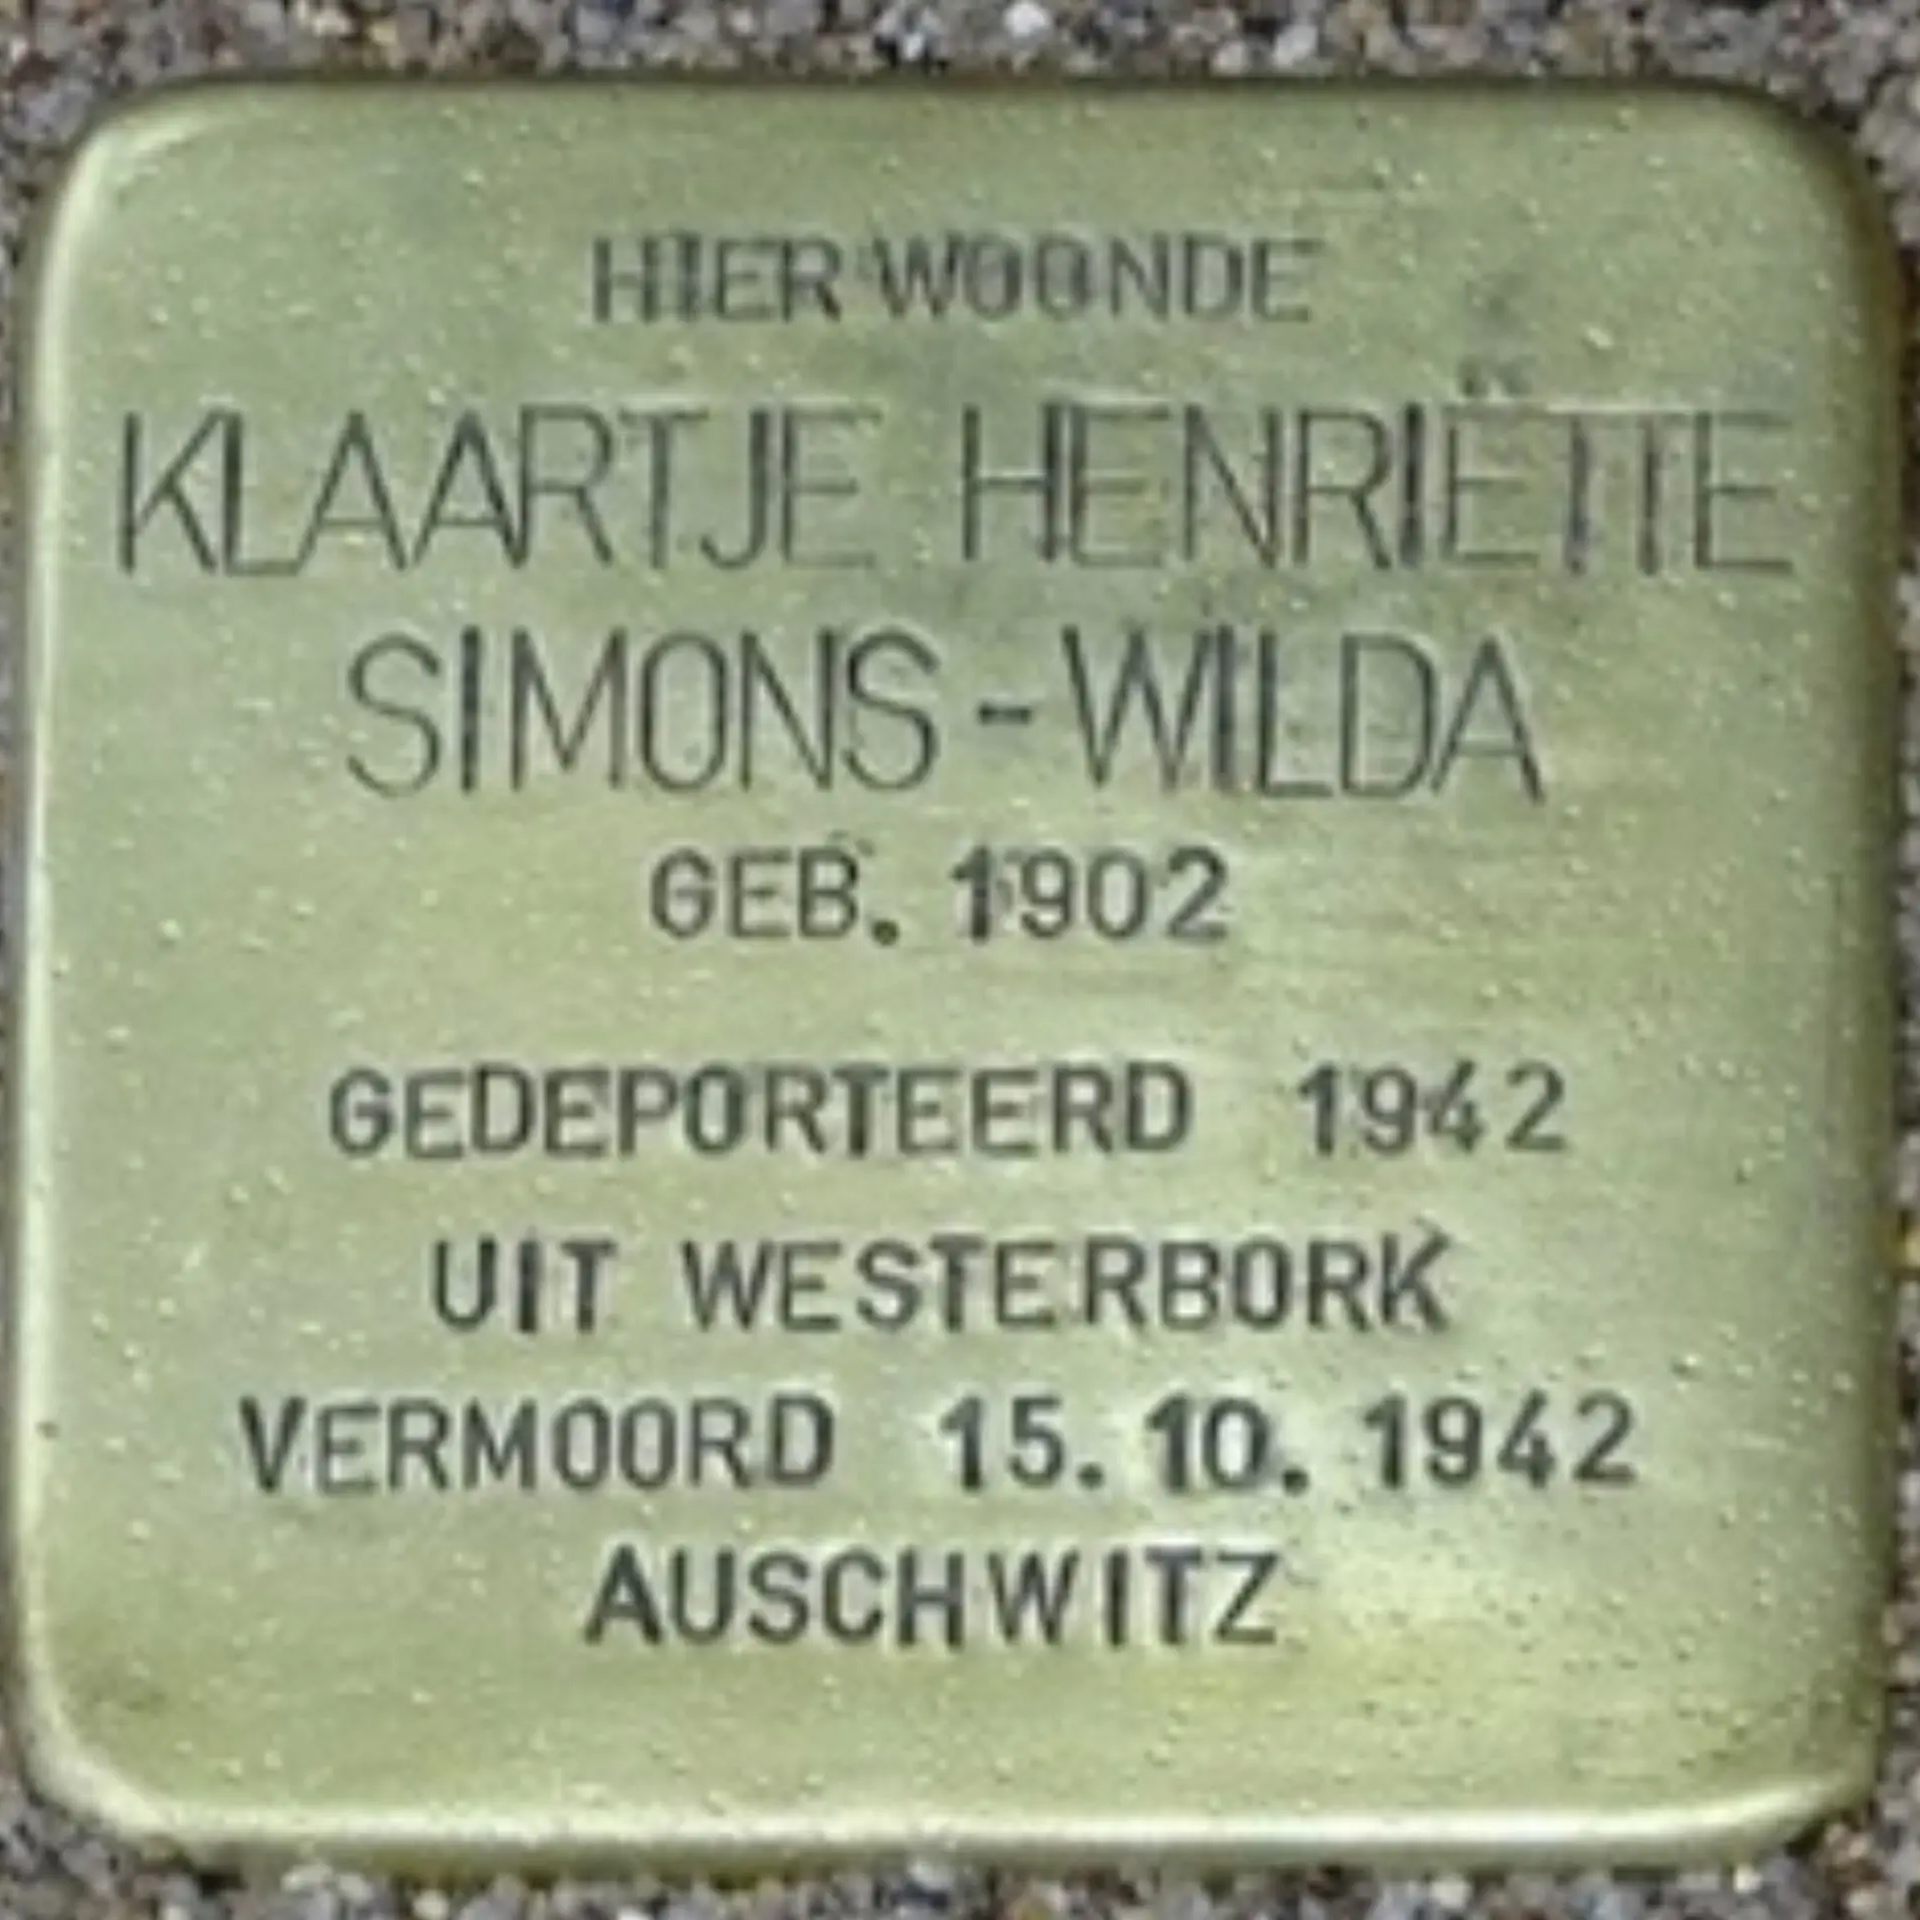 HIER WOONDE
KLAARTJE HENRIËTTE
SIMONS-WILDA
GEB. 1902
GEDEPORTEERD 1942
UIT WESTERBORK
VERMOORD 15.10.1942
AUSCHWITZ